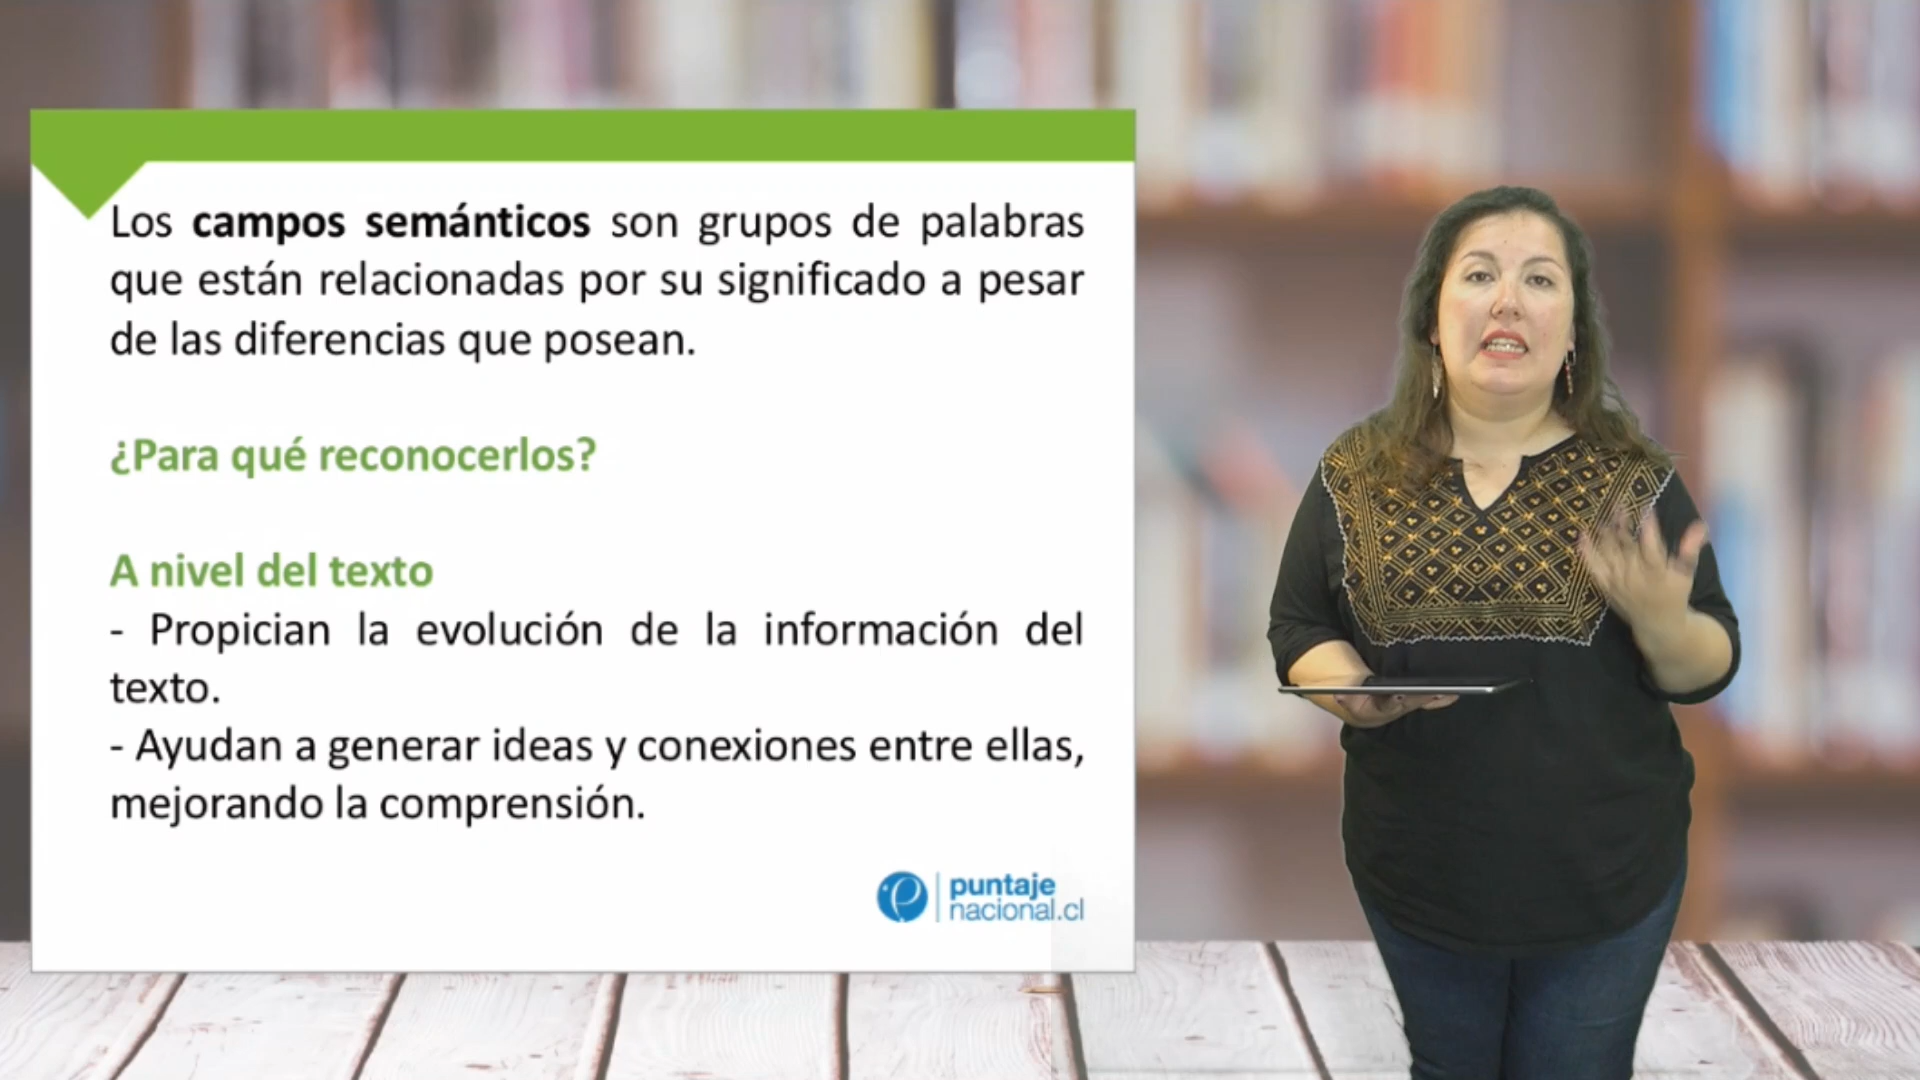 Los campos semánticos son grupos de palabras
que están relacionadas por su significado a pesar
de las diferencias que posean.
¿Para qué reconocerlos?
A nivel del texto
- Propician la evolución de la información del
texto.
- Ayudan a generar ideas y conexiones entre ellas,
mejorando la comprensión.
puntaje
nacional.cl